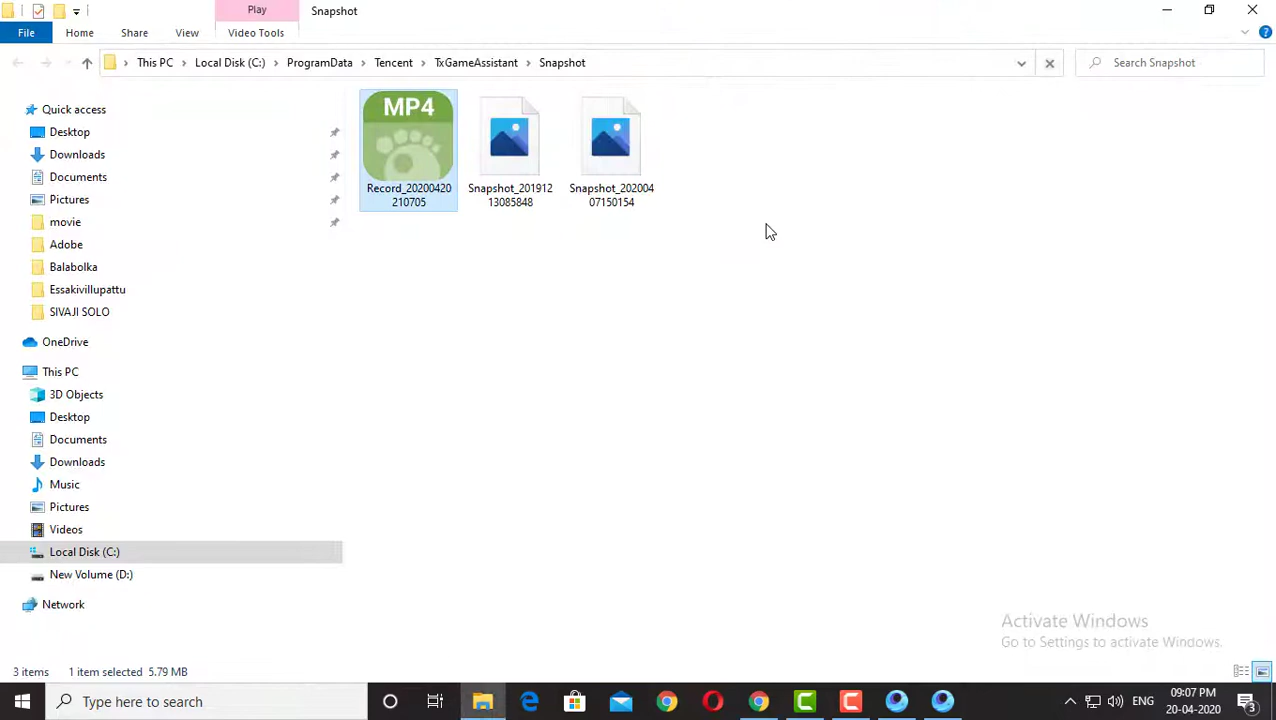 Play
Snapshot
File
Home
Share
View
Video Tools
This PC
Local Disk (C:)
ProgramData
Tencent
TxGameAssistant
Snapshot
Search Snapshot
Quick access
Desktop
Downloads
Documents
Pictures
movie
Adobe
Balabolka
Essakivillupattu
SIVAJI SOLO
OneDrive
This PC
3D Objects
Desktop
Documents
Downloads
Music
Pictures
Videos
Local Disk (C:)
New Volume (D:)
Network
MP4
Record_20200420
210705
Snapshot_201912
13085848
Snapshot_202004
07150154
Activate Windows
Go to Settings to activate Windows.
3 items
1 item selected 5.79 MB
Type here to search
ENG
09:07 PM
20-04-2020
3